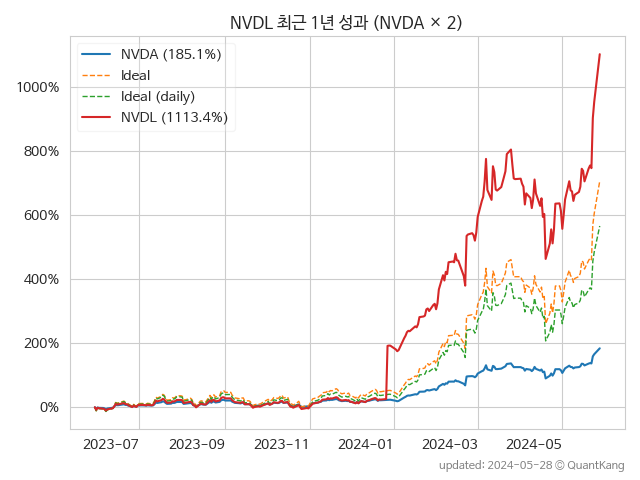 NVDL 최근 1년 성과 (NVDA × 2)
NVDA (185.1%)
Ideal
Ideal (daily)
NVDL (1113.4%)
1000%
800%
600%
400%
200%
0%
2023-07 2023-09 2023-11 2024-01 2024-03 2024-05
updated: 2024-05-28 © QuantKang